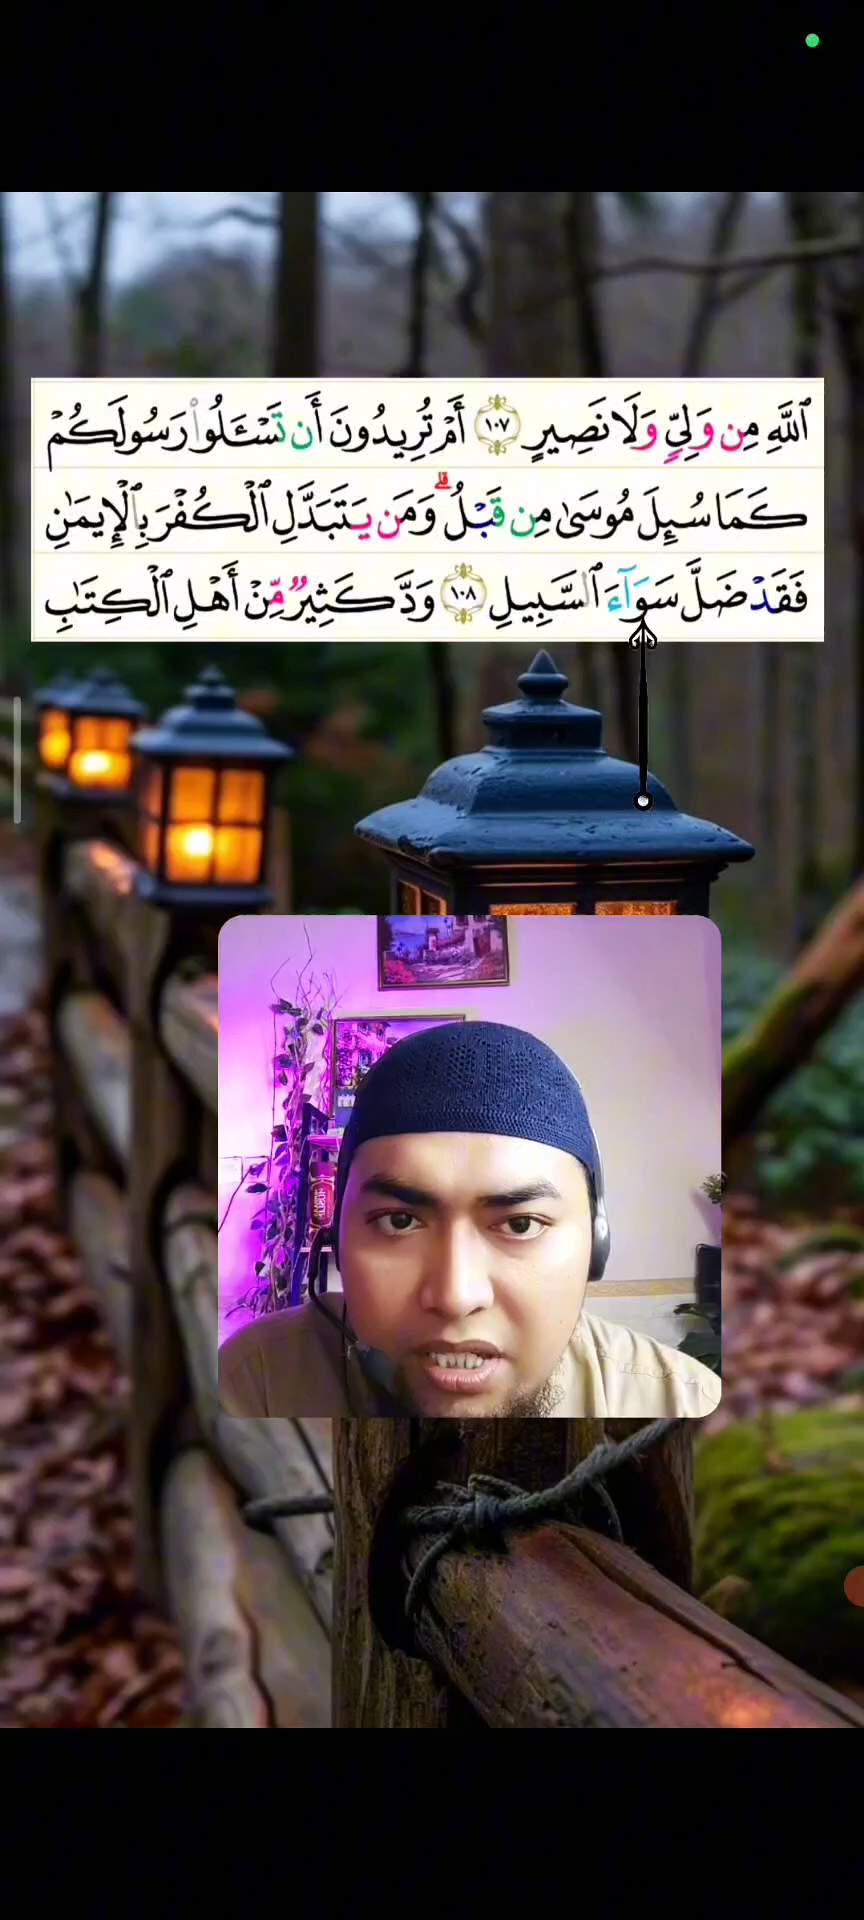 ٱللَّهِ مِن وَلِيٍّ وَلَا نَصِيرٍ ١٠٧ أَمْ تُرِيدُونَ أَن تَسْـَٔلُوا۟ رَسُولَكُمْ
كَمَا سُئِلَ مُوسَىٰ مِن قَبْلُ ۗ وَمَن يَتَبَدَّلِ ٱلْكُفْرَ بِٱلْإِيمَـٰنِ
فَقَدْ ضَلَّ سَوَآءَ ٱلسَّبِيلِ ١٠٨ وَدَّ كَثِيرٌ مِّنْ أَهْلِ ٱلْكِتَـٰبِ